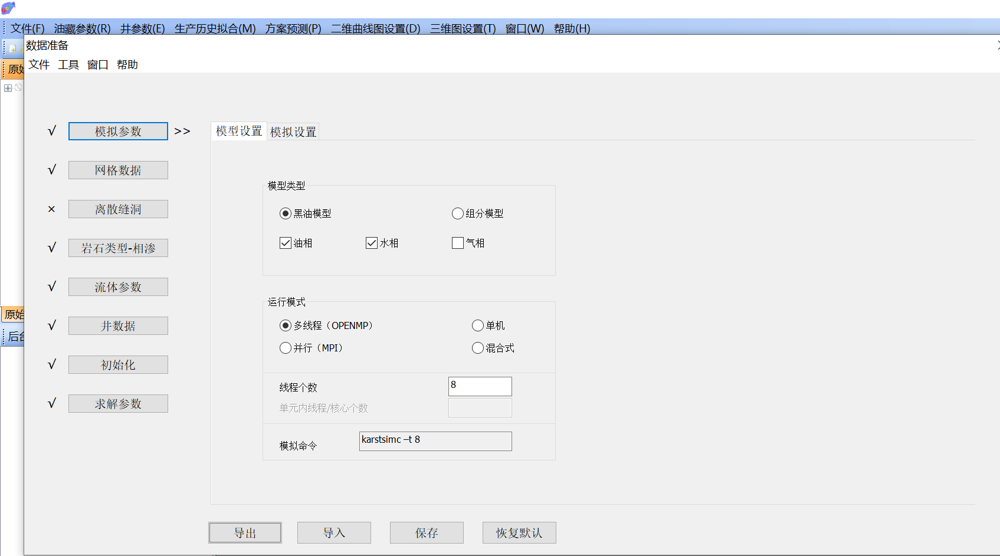 文件(F) 油藏参数(R) 井参数(E) 生产历史拟合(M) 方案预测(P) 二维曲线图设置(D) 三维图设置(T) 窗口(W) 帮助(H)
数据准备
文件 工具 窗口 帮助
原始
原始
后台
√ 模拟参数 >>
√ 网格数据
× 离散缝洞
√ 岩石类型-相渗
√ 流体参数
√ 井数据
√ 初始化
√ 求解参数
模型设置 模拟设置
模型类型
黑油模型 组分模型
油相 水相 气相
运行模式
多线程（OPENMP） 单机
并行（MPI） 混合式
线程个数 8
单元内线程/核心个数
模拟命令 karstsimc –t 8
导出 导入 保存 恢复默认